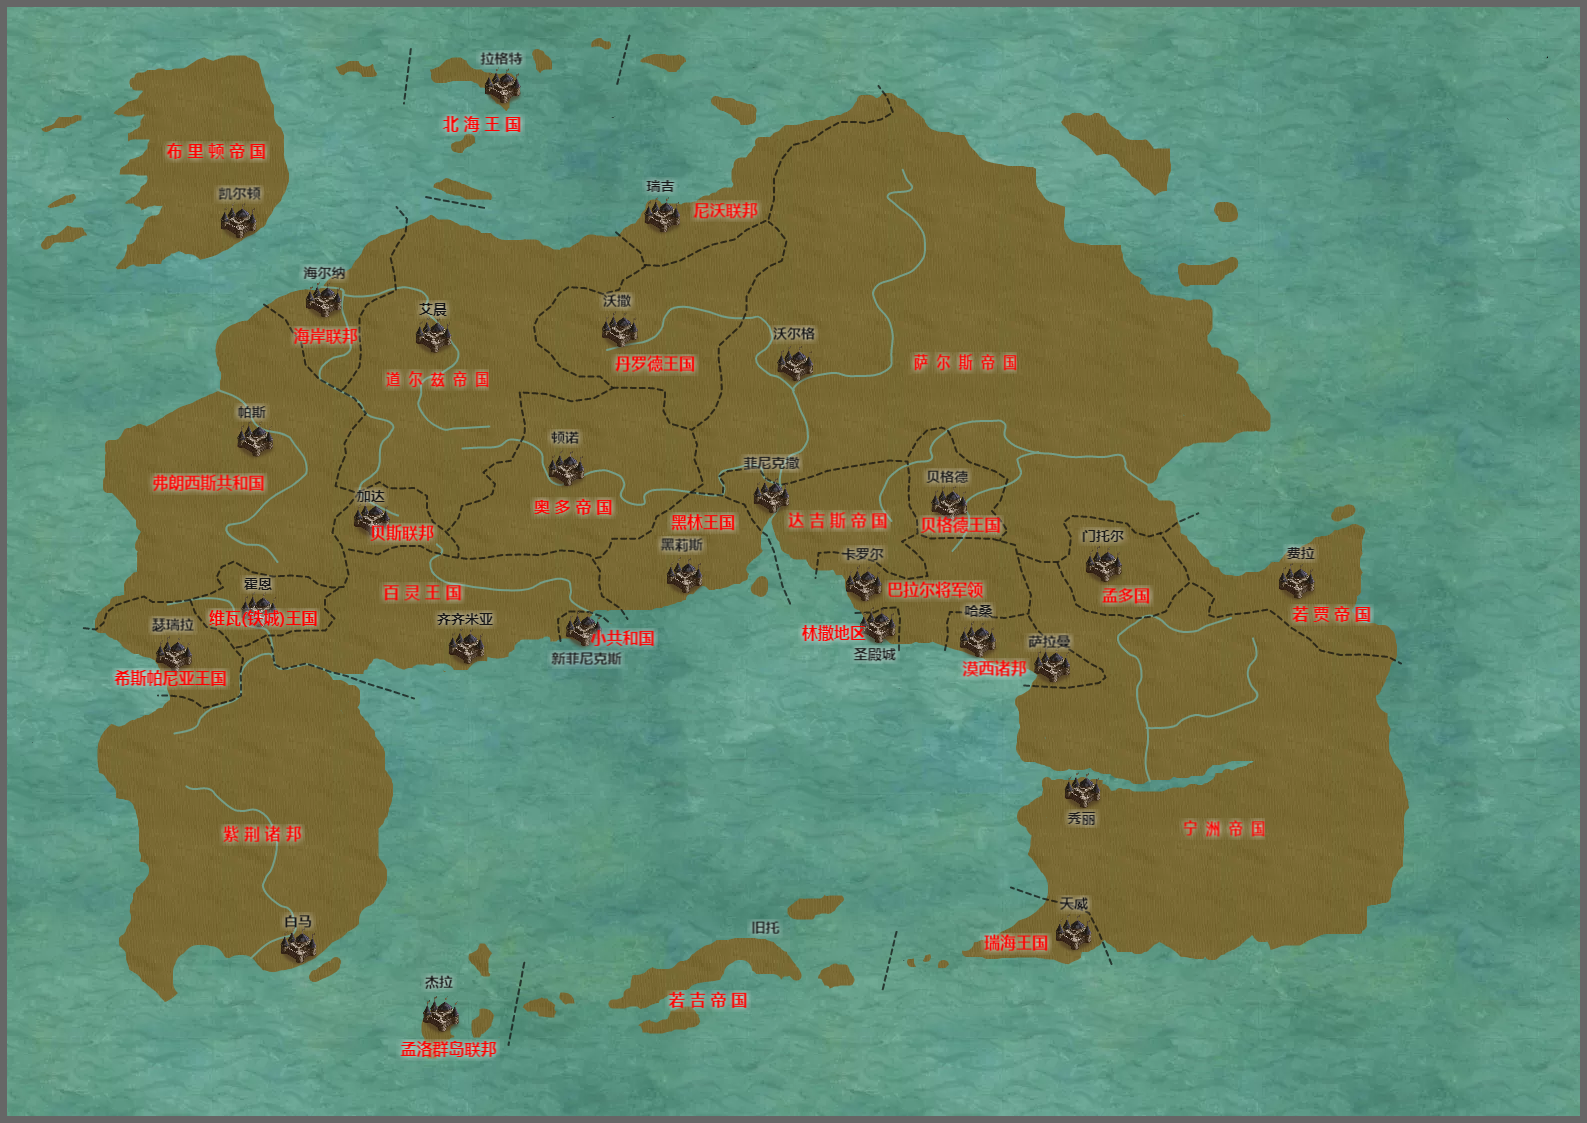 拉格特
北海王国
布里顿帝国
凯尔顿
瑞吉
尼沃联邦
海尔纳
海岸联邦
艾晨
道尔兹帝国
沃撒
丹罗德王国
沃尔格
萨尔斯帝国
帕斯
弗朗西斯共和国
顿诺
奥多帝国
菲尼克撒
贝格德
贝格德王国
加达
贝斯联邦
黑林王国
黑莉斯
达吉斯帝国
门托尔
孟多国
卡罗尔
巴拉尔将军领
费拉
若贾帝国
霍恩
维瓦(铁城)王国
百灵王国
齐齐米亚
瑟瑞拉
希斯帕尼亚王国
小共和国
新菲尼克斯
林撒地区
圣殿城
哈桑
漠西诸邦
萨拉曼
秀丽
宁洲帝国
紫荆诸邦
白马
天威
瑞海王国
旧托
若吉帝国
杰拉
孟洛群岛联邦